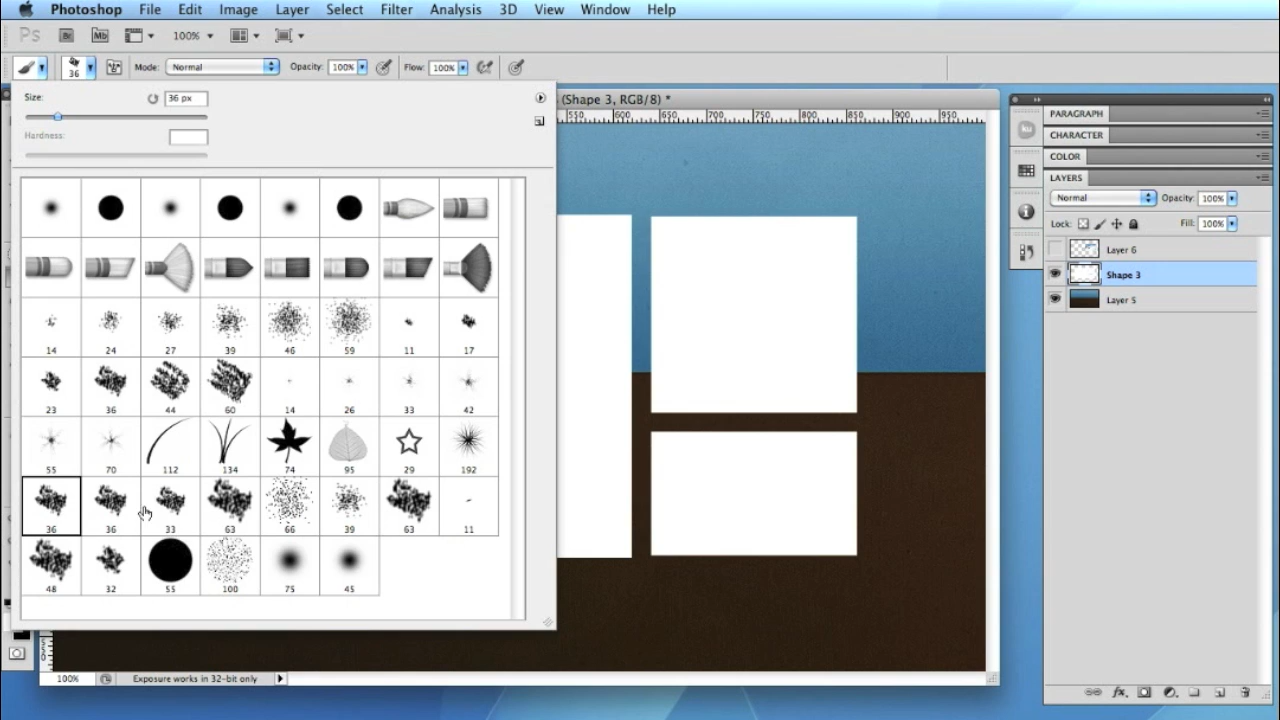 Photoshop File Edit Image Layer Select Filter Analysis 3D View Window Help
Ps Br Mb 100%
36 Mode: Normal Opacity: 100% Flow: 100%
Size: 36 px
Hardness:
(Shape 3, RGB/8) *
550 600 650 700 750 800 850 900 950
14 24 27 39 46 59 11 17
23 36 44 60 14 26 33 42
55 70 112 134 74 95 29 192
36 36 33 63 66 39 63 11
48 32 55 100 75 45
100% Exposure works in 32-bit only
ku
PARAGRAPH
CHARACTER
COLOR
LAYERS
Normal Opacity: 100%
Lock: Fill: 100%
Layer 6
Shape 3
Layer 5
fx